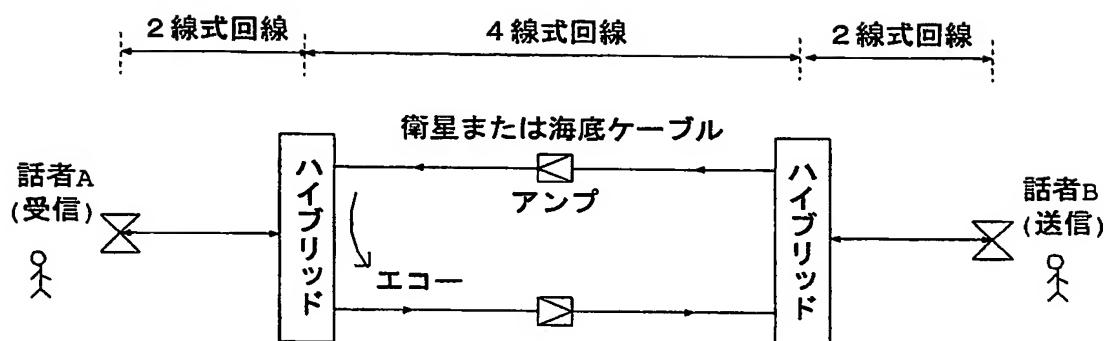 2線式回線
4線式回線
2線式回線
衛星または海底ケーブル
アンプ
話者A
(受信)
ハイブリッド
エコー
ハイブリッド
話者B
(送信)